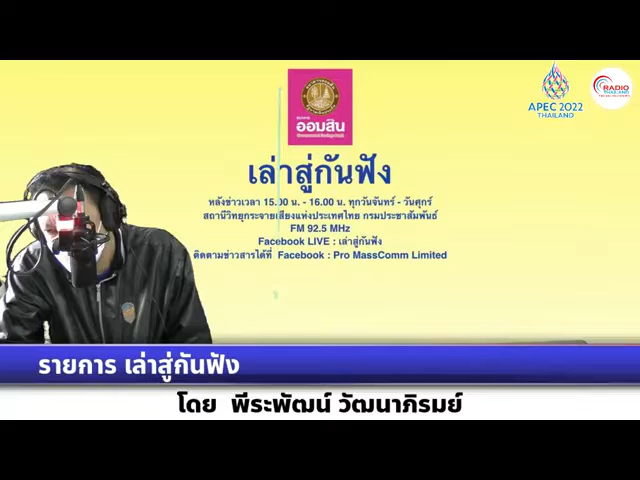 APEC 2022
THAILAND
RADIO
THAILAND
ธนาคาร
ออมสิน
เล่าสู่กันฟัง
หลังข่าวเวลา 15.00 น. - 16.00 น. ทุกวันจันทร์ - วันศุกร์
สถานีวิทยุกระจายเสียงแห่งประเทศไทย กรมประชาสัมพันธ์
FM 92.5 MHz
Facebook LIVE : เล่าสู่กันฟัง
ติดตามข่าวสารได้ที่ Facebook : Pro MassComm Limited
รายการ เล่าสู่กันฟัง
โดย พีระพัฒน์ วัฒนาภิรมย์